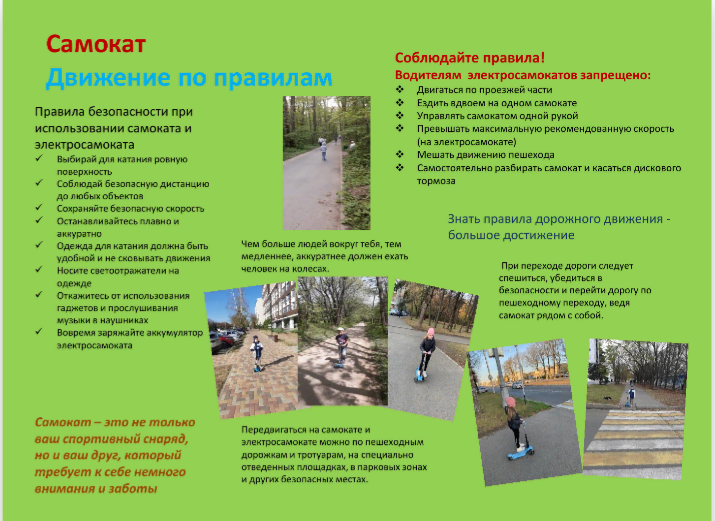 Самокат
Движение по правилам
Правила безопасности при
использовании самоката и
электросамоката
Выбирай для катания ровную
поверхность
Соблюдай безопасную дистанцию
до любых объектов
Сохраняйте безопасную скорость
Останавливайтесь плавно и
аккуратно
Одежда для катания должна быть
удобной и не сковывать движения
Носите светоотражатели на
одежде
Откажитесь от использования
гаджетов и прослушивания
музыки в наушниках
Вовремя заряжайте аккумулятор
электросамоката
Самокат – это не только
ваш спортивный снаряд,
но и ваш друг, который
требует к себе немного
внимания и заботы
Чем больше людей вокруг тебя, тем
медленнее, аккуратнее должен ехать
человек на колесах.
Передвигаться на самокате и
электросамокате можно по пешеходным
дорожкам и тротуарам, на специально
отведенных площадках, в парковых зонах
и других безопасных местах.
Соблюдайте правила!
Водителям электросамокатов запрещено:
Двигаться по проезжей части
Ездить вдвоем на одном самокате
Управлять самокатом одной рукой
Превышать максимальную рекомендованную скорость
(на электросамокате)
Мешать движению пешехода
Самостоятельно разбирать самокат и касаться дискового
тормоза
Знать правила дорожного движения -
большое достижение
При переходе дороги следует
спешиться, убедиться в
безопасности и перейти дорогу по
пешеходному переходу, ведя
самокат рядом с собой.